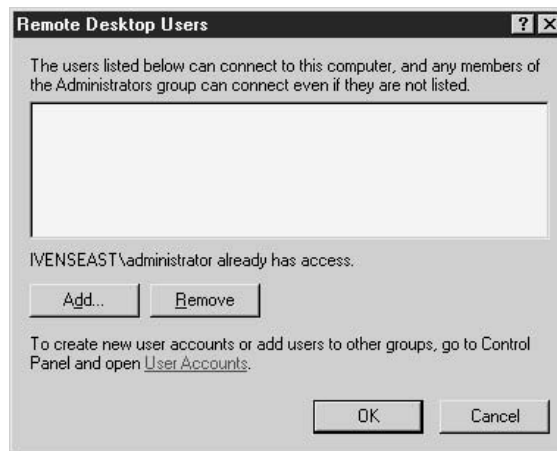 Remote Desktop Users
The users listed below can connect to this computer, and any members of
the Administrators group can connect even if they are not listed.
IVENSEAST\administrator already has access.
Add... Remove
To create new user accounts or add users to other groups, go to Control
Panel and open User Accounts.
OK Cancel